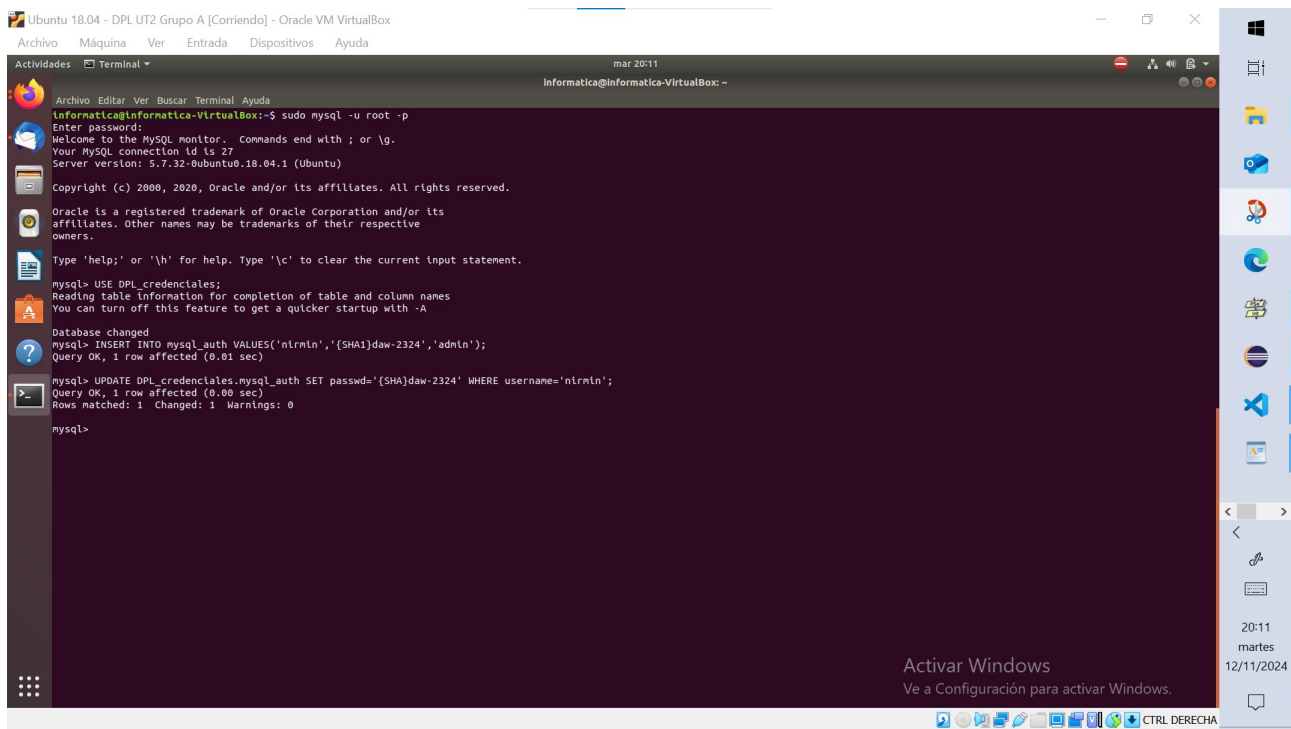 Ubuntu 18.04 - DPL UT2 Grupo A [Corriendo] - Oracle VM VirtualBox
Archivo Máquina Ver Entrada Dispositivos Ayuda
Actividades Terminal mar 20:11
informatica@informatica-VirtualBox: ~
Archivo Editar Ver Buscar Terminal Ayuda
informatica@informatica-VirtualBox:~$ sudo mysql -u root -p
Enter password:
Welcome to the MySQL monitor. Commands end with ; or \g.
Your MySQL connection id is 27
Server version: 5.7.32-0ubuntu0.18.04.1 (Ubuntu)
Copyright (c) 2000, 2020, Oracle and/or its affiliates. All rights reserved.
Oracle is a registered trademark of Oracle Corporation and/or its
affiliates. Other names may be trademarks of their respective
owners.
Type 'help;' or '\h' for help. Type '\c' to clear the current input statement.
mysql> USE DPL_credenciales;
Reading table information for completion of table and column names
You can turn off this feature to get a quicker startup with -A
Database changed
mysql> INSERT INTO mysql_auth VALUES('nirmin','{SHA1}daw-2324','admin');
Query OK, 1 row affected (0.01 sec)
mysql> UPDATE DPL_credenciales.mysql_auth SET passwd='{SHA}daw-2324' WHERE username='nirmin';
Query OK, 1 row affected (0.00 sec)
Rows matched: 1 Changed: 1 Warnings: 0
mysql>
Activar Windows
Ve a Configuración para activar Windows.
CTRL DERECHA
20:11
martes
12/11/2024